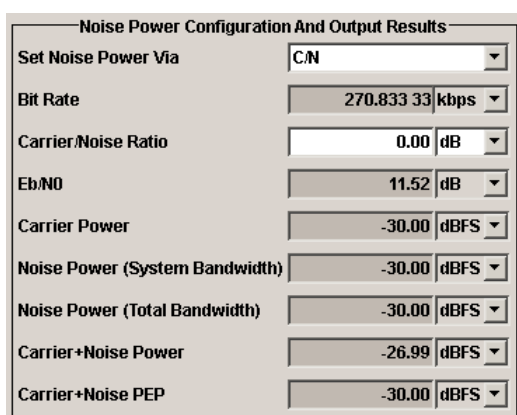 Noise Power Configuration And Output Results
Set Noise Power Via C/N
Bit Rate 270.833 33 kbps
Carrier/Noise Ratio 0.00 dB
Eb/N0 11.52 dB
Carrier Power -30.00 dBFS
Noise Power (System Bandwidth) -30.00 dBFS
Noise Power (Total Bandwidth) -30.00 dBFS
Carrier+Noise Power -26.99 dBFS
Carrier+Noise PEP -30.00 dBFS